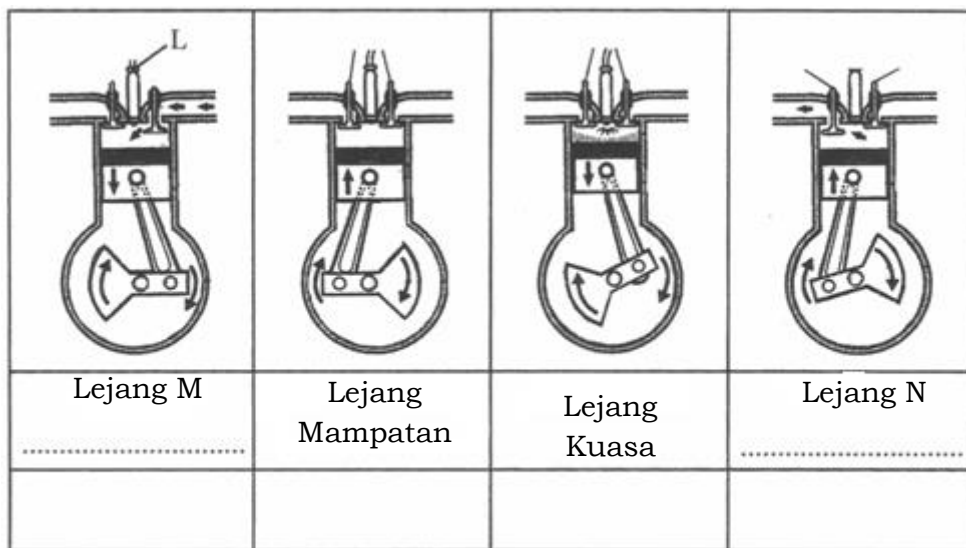 L
Lejang M
....................................
Lejang
Mampatan
Lejang
Kuasa
Lejang N
..............................